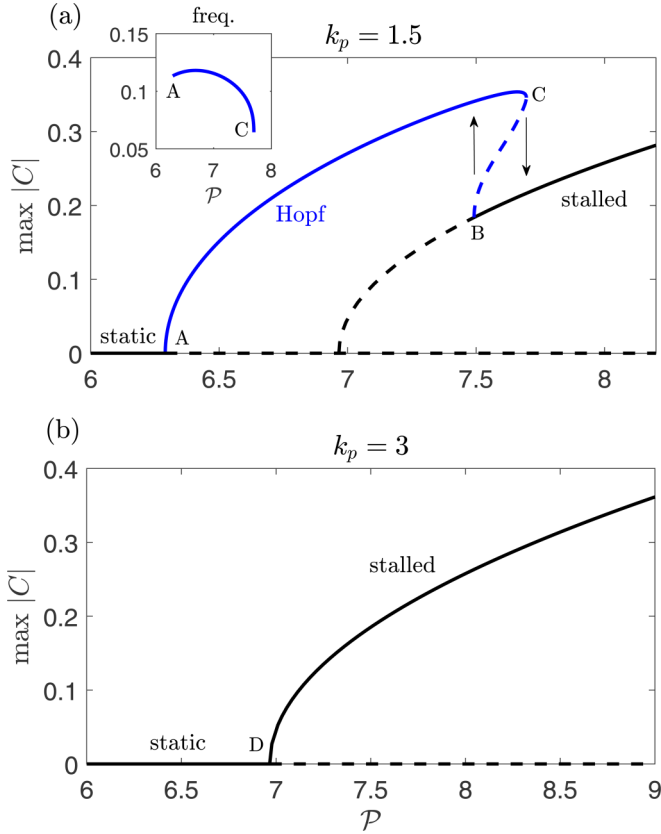 (a)
freq.
k_p = 1.5
0.15
0.1
0.05
A
C
6
7
8
𝒫
0.4
0.3
0.2
0.1
0
max |C|
C
Hopf
stalled
B
static
A
6
6.5
7
7.5
8
(b)
k_p = 3
0.4
0.3
0.2
0.1
0
max |C|
stalled
static
D
6
6.5
7
7.5
8
8.5
9
𝒫